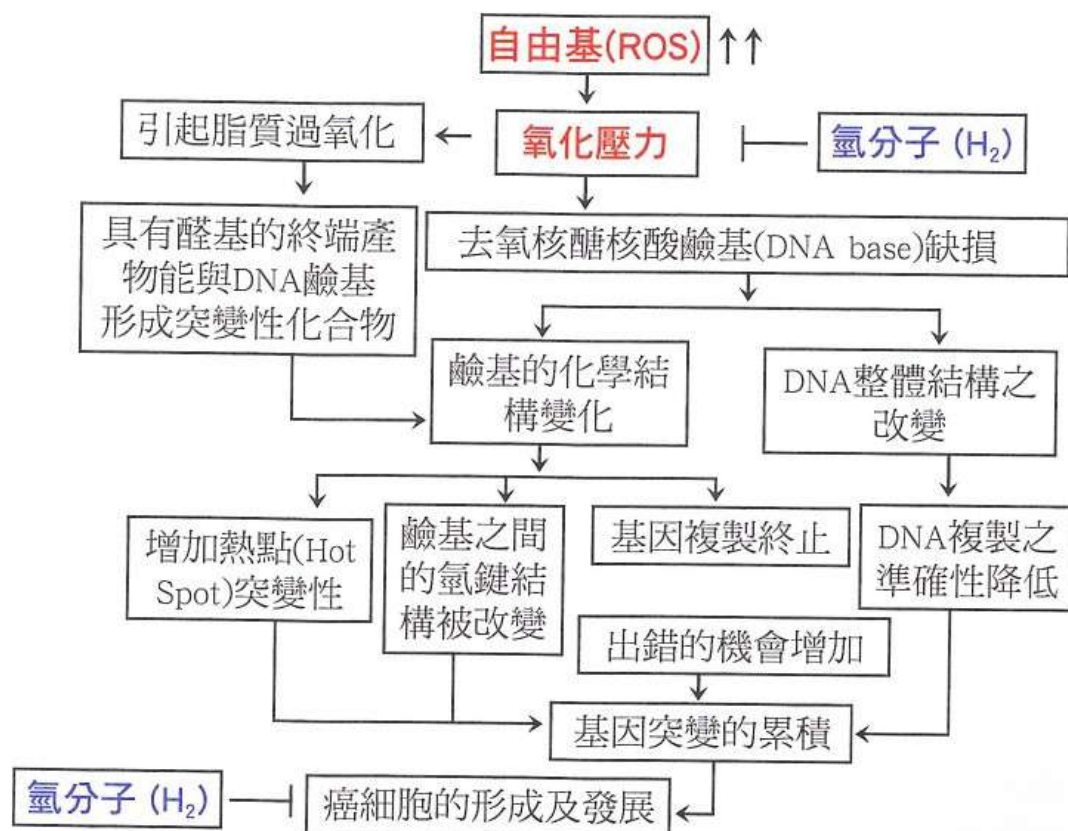 自由基(ROS) ↑↑
引起脂質過氧化
氧化壓力
氫分子 (H₂)
具有醛基的終端產
物能與DNA鹼基
形成突變性化合物
去氧核醣核酸鹼基(DNA base)缺損
鹼基的化學結
構變化
DNA整體結構之
改變
增加熱點(Hot
Spot)突變性
鹼基之間
的氫鍵結
構被改變
基因複製終止
DNA複製之
準確性降低
出錯的機會增加
基因突變的累積
氫分子 (H₂)
癌細胞的形成及發展